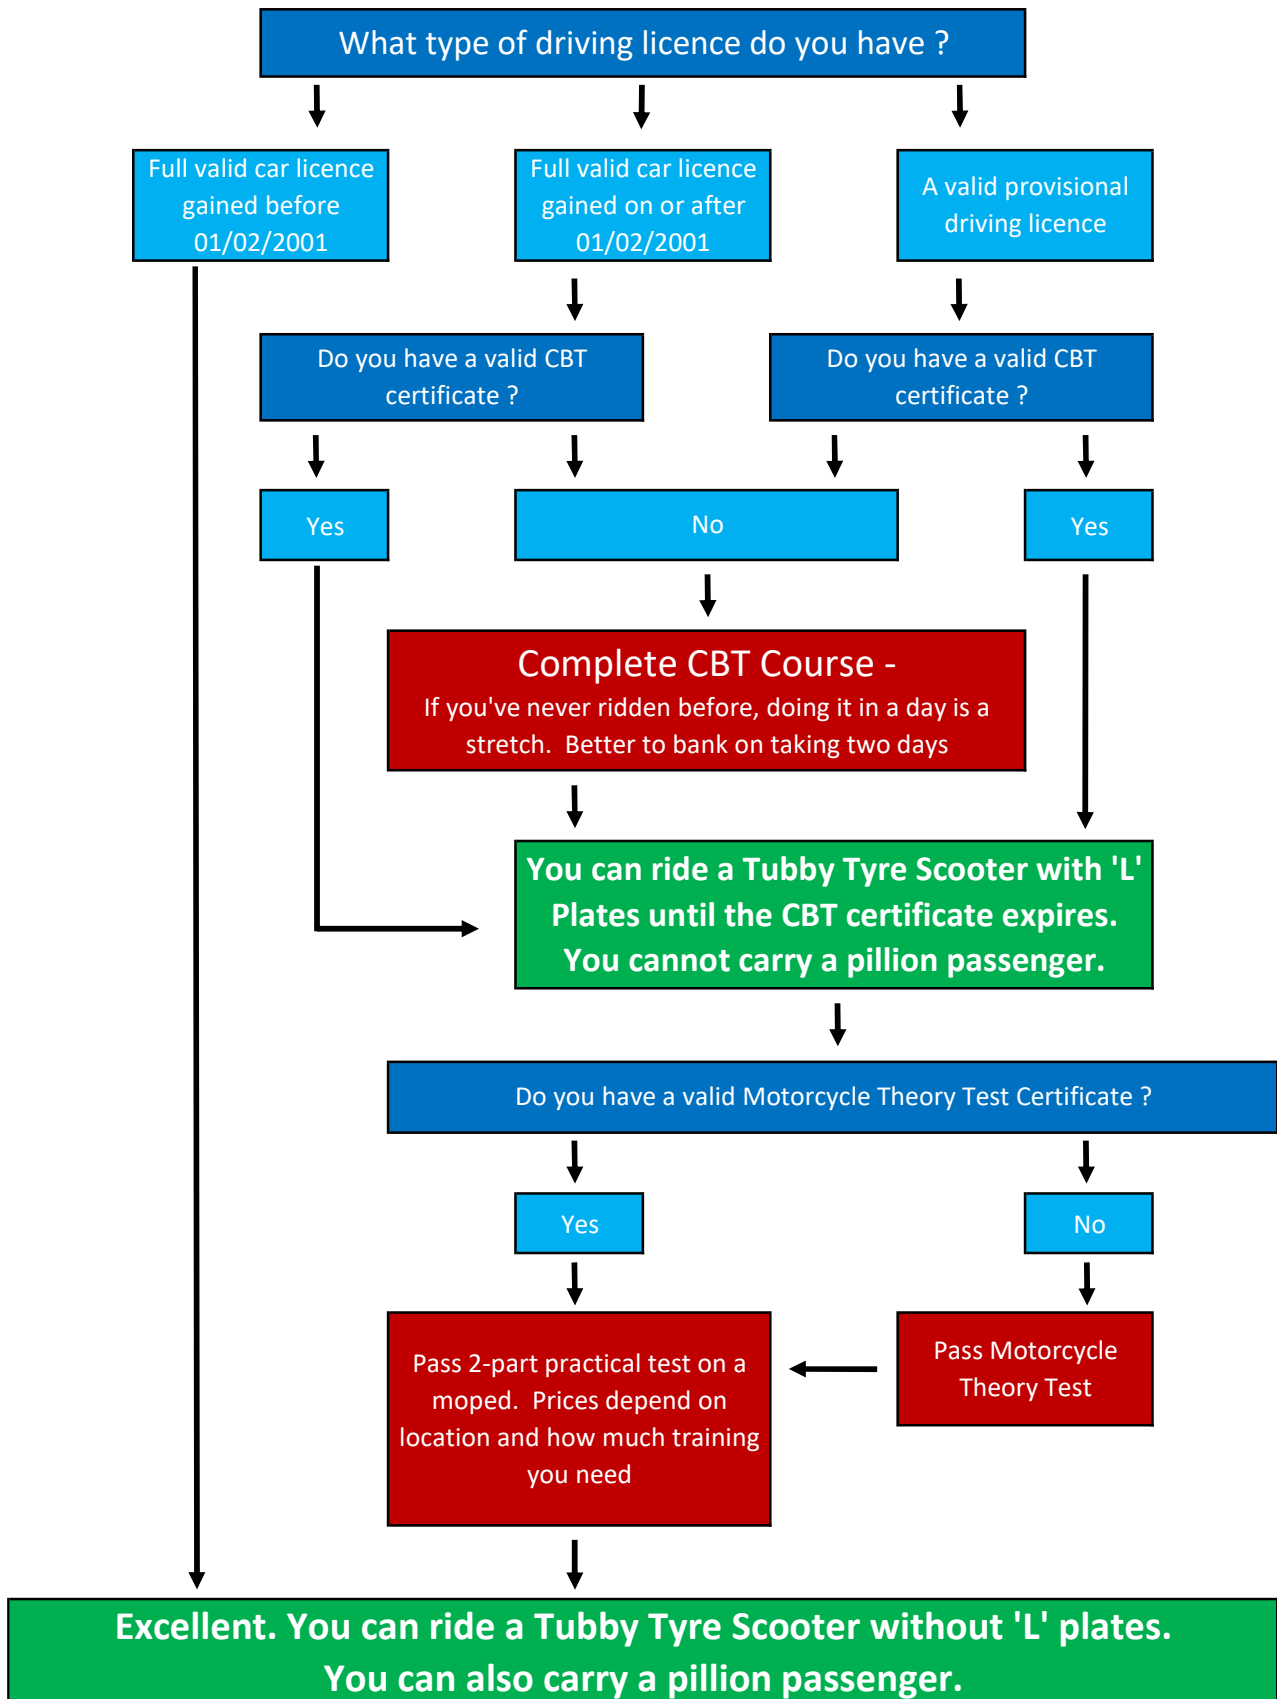 What type of driving licence do you have ?
Full valid car licence
gained before
01/02/2001
Full valid car licence
gained on or after
01/02/2001
A valid provisional
driving licence
Do you have a valid CBT
certificate ?
Do you have a valid CBT
certificate ?
Yes
No
Yes
Complete CBT Course -
If you've never ridden before, doing it in a day is a
stretch.  Better to bank on taking two days
You can ride a Tubby Tyre Scooter with 'L'
Plates until the CBT certificate expires.
You cannot carry a pillion passenger.
Do you have a valid Motorcycle Theory Test Certificate ?
Yes
No
Pass 2-part practical test on a
moped.  Prices depend on
location and how much training
you need
Pass Motorcycle
Theory Test
Excellent. You can ride a Tubby Tyre Scooter without 'L' plates.
You can also carry a pillion passenger.